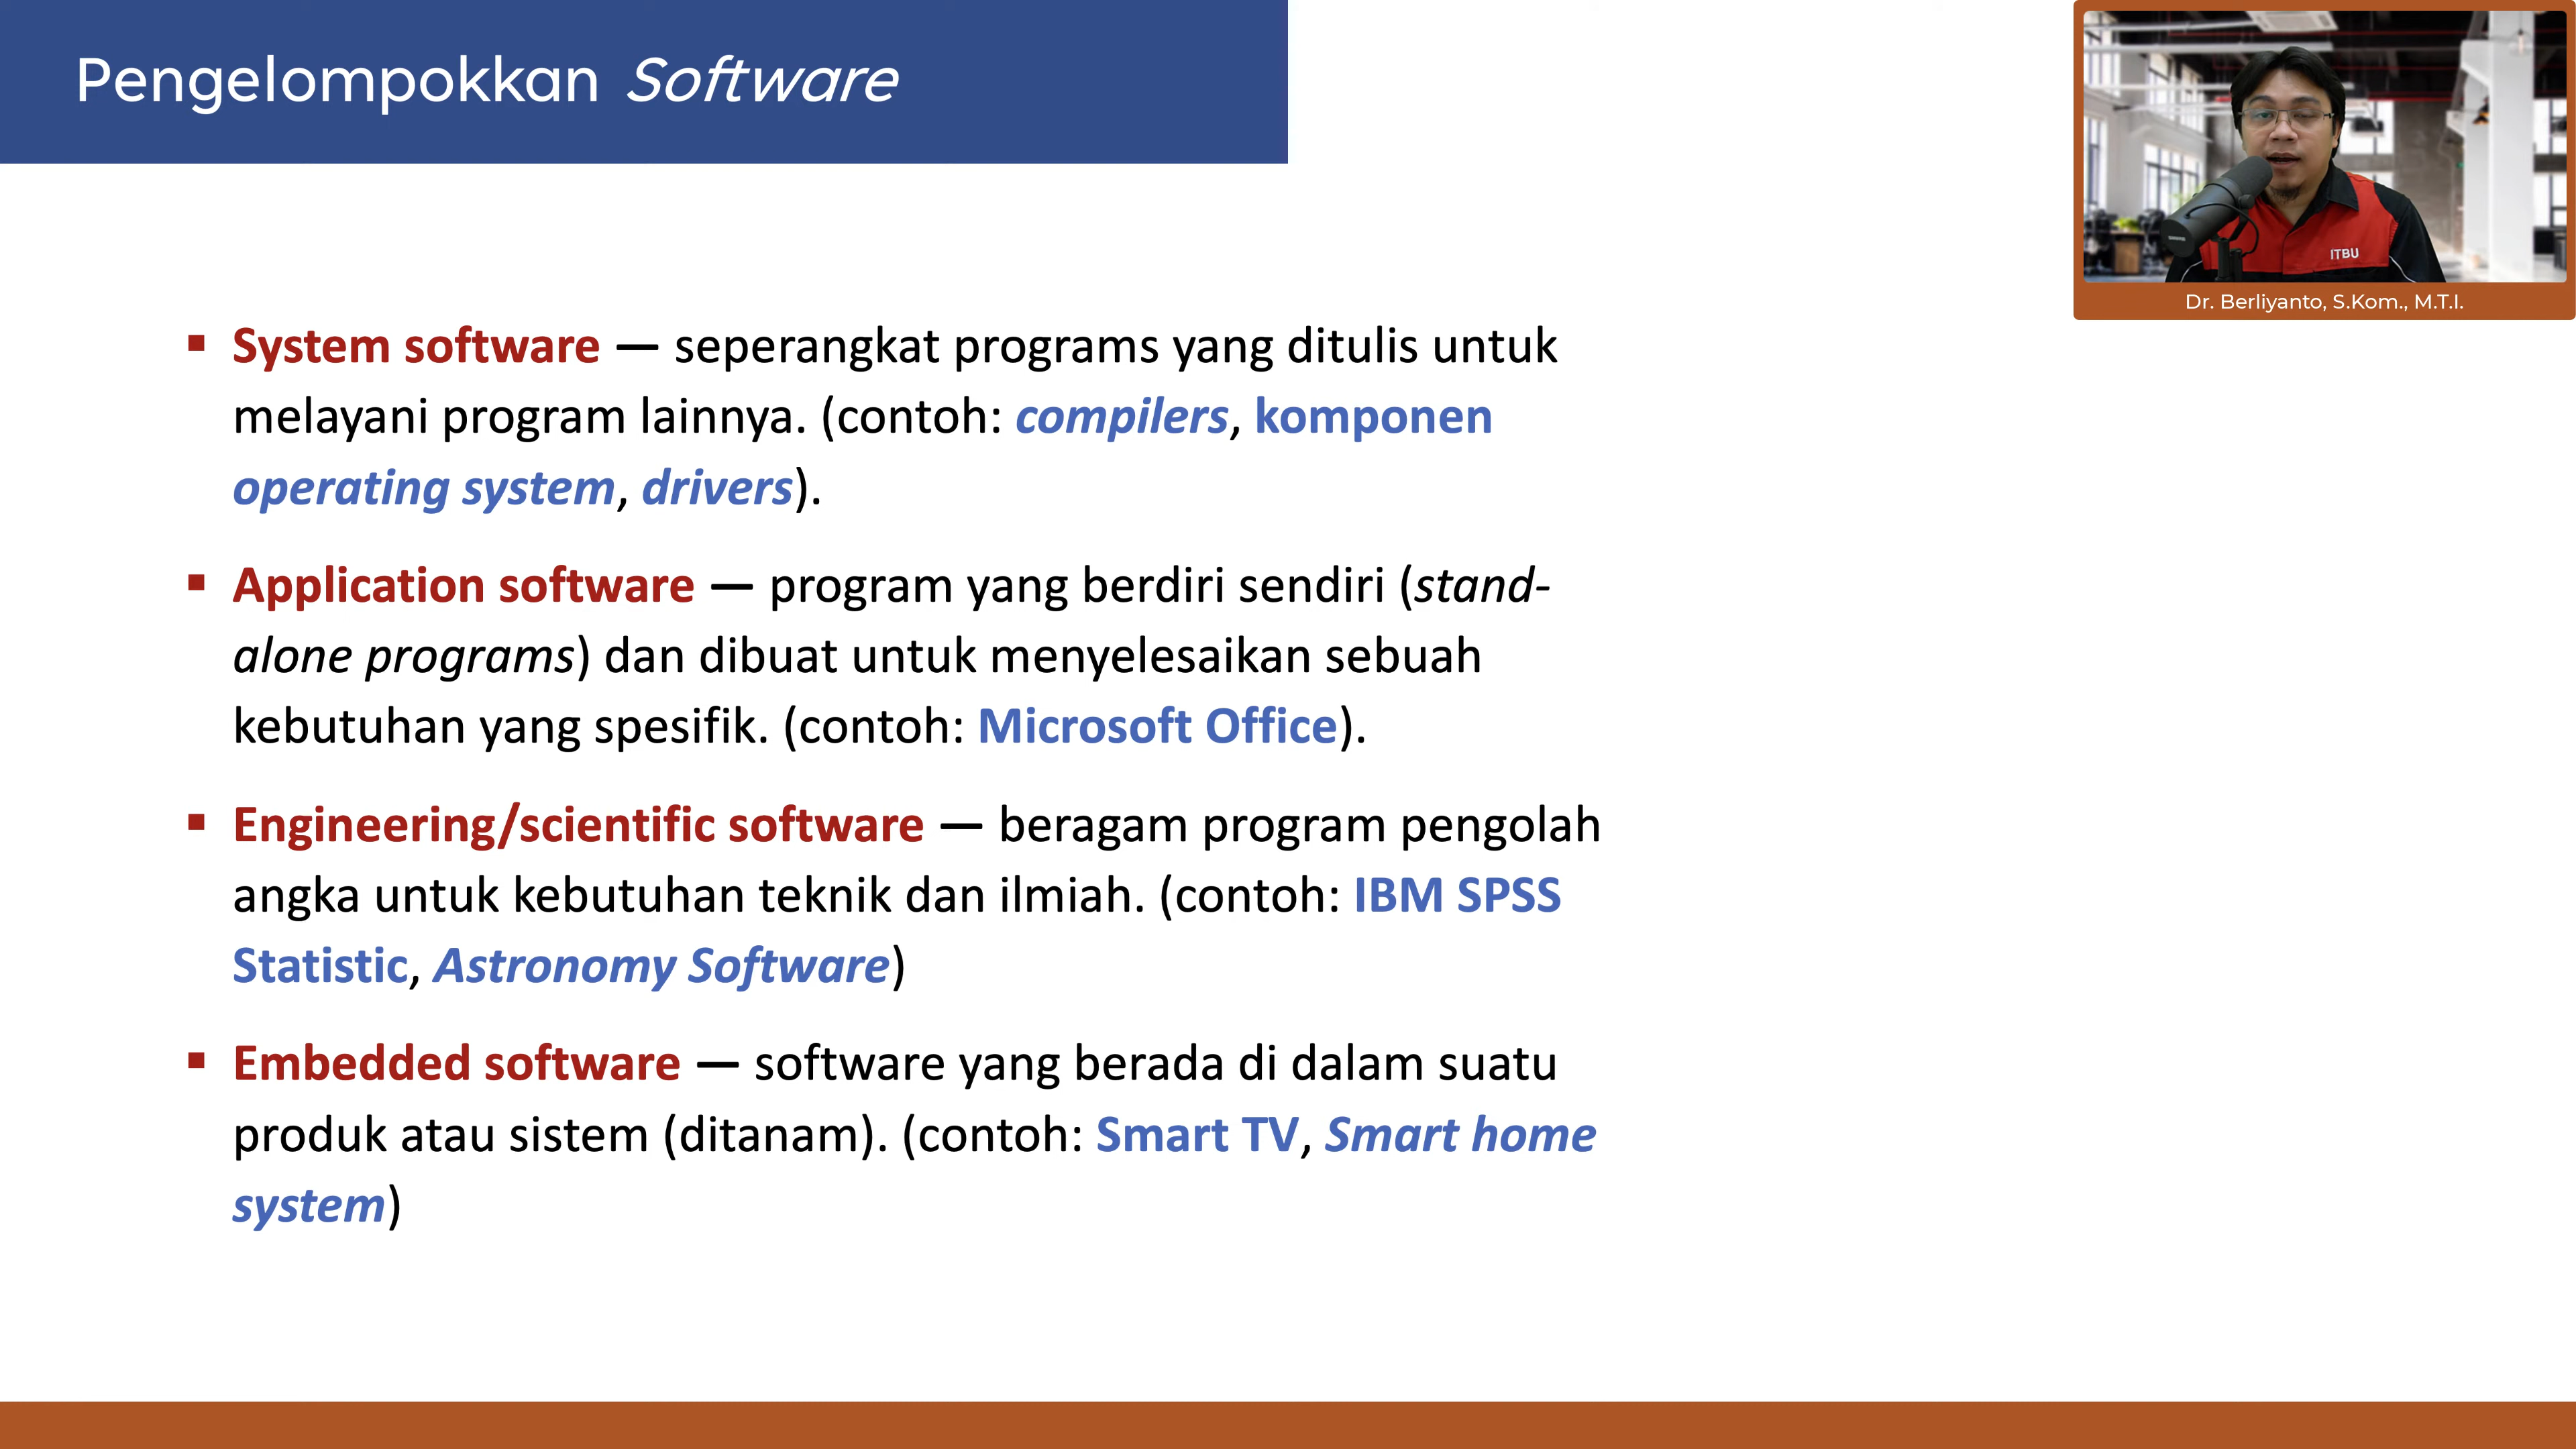 Pengelompokkan Software
ITBU
Dr. Berliyanto, S.Kom., M.T.I.
▪ System software — seperangkat programs yang ditulis untuk
melayani program lainnya. (contoh: compilers, komponen
operating system, drivers).
▪ Application software — program yang berdiri sendiri (stand-
alone programs) dan dibuat untuk menyelesaikan sebuah
kebutuhan yang spesifik. (contoh: Microsoft Office).
▪ Engineering/scientific software — beragam program pengolah
angka untuk kebutuhan teknik dan ilmiah. (contoh: IBM SPSS
Statistic, Astronomy Software)
▪ Embedded software — software yang berada di dalam suatu
produk atau sistem (ditanam). (contoh: Smart TV, Smart home
system)